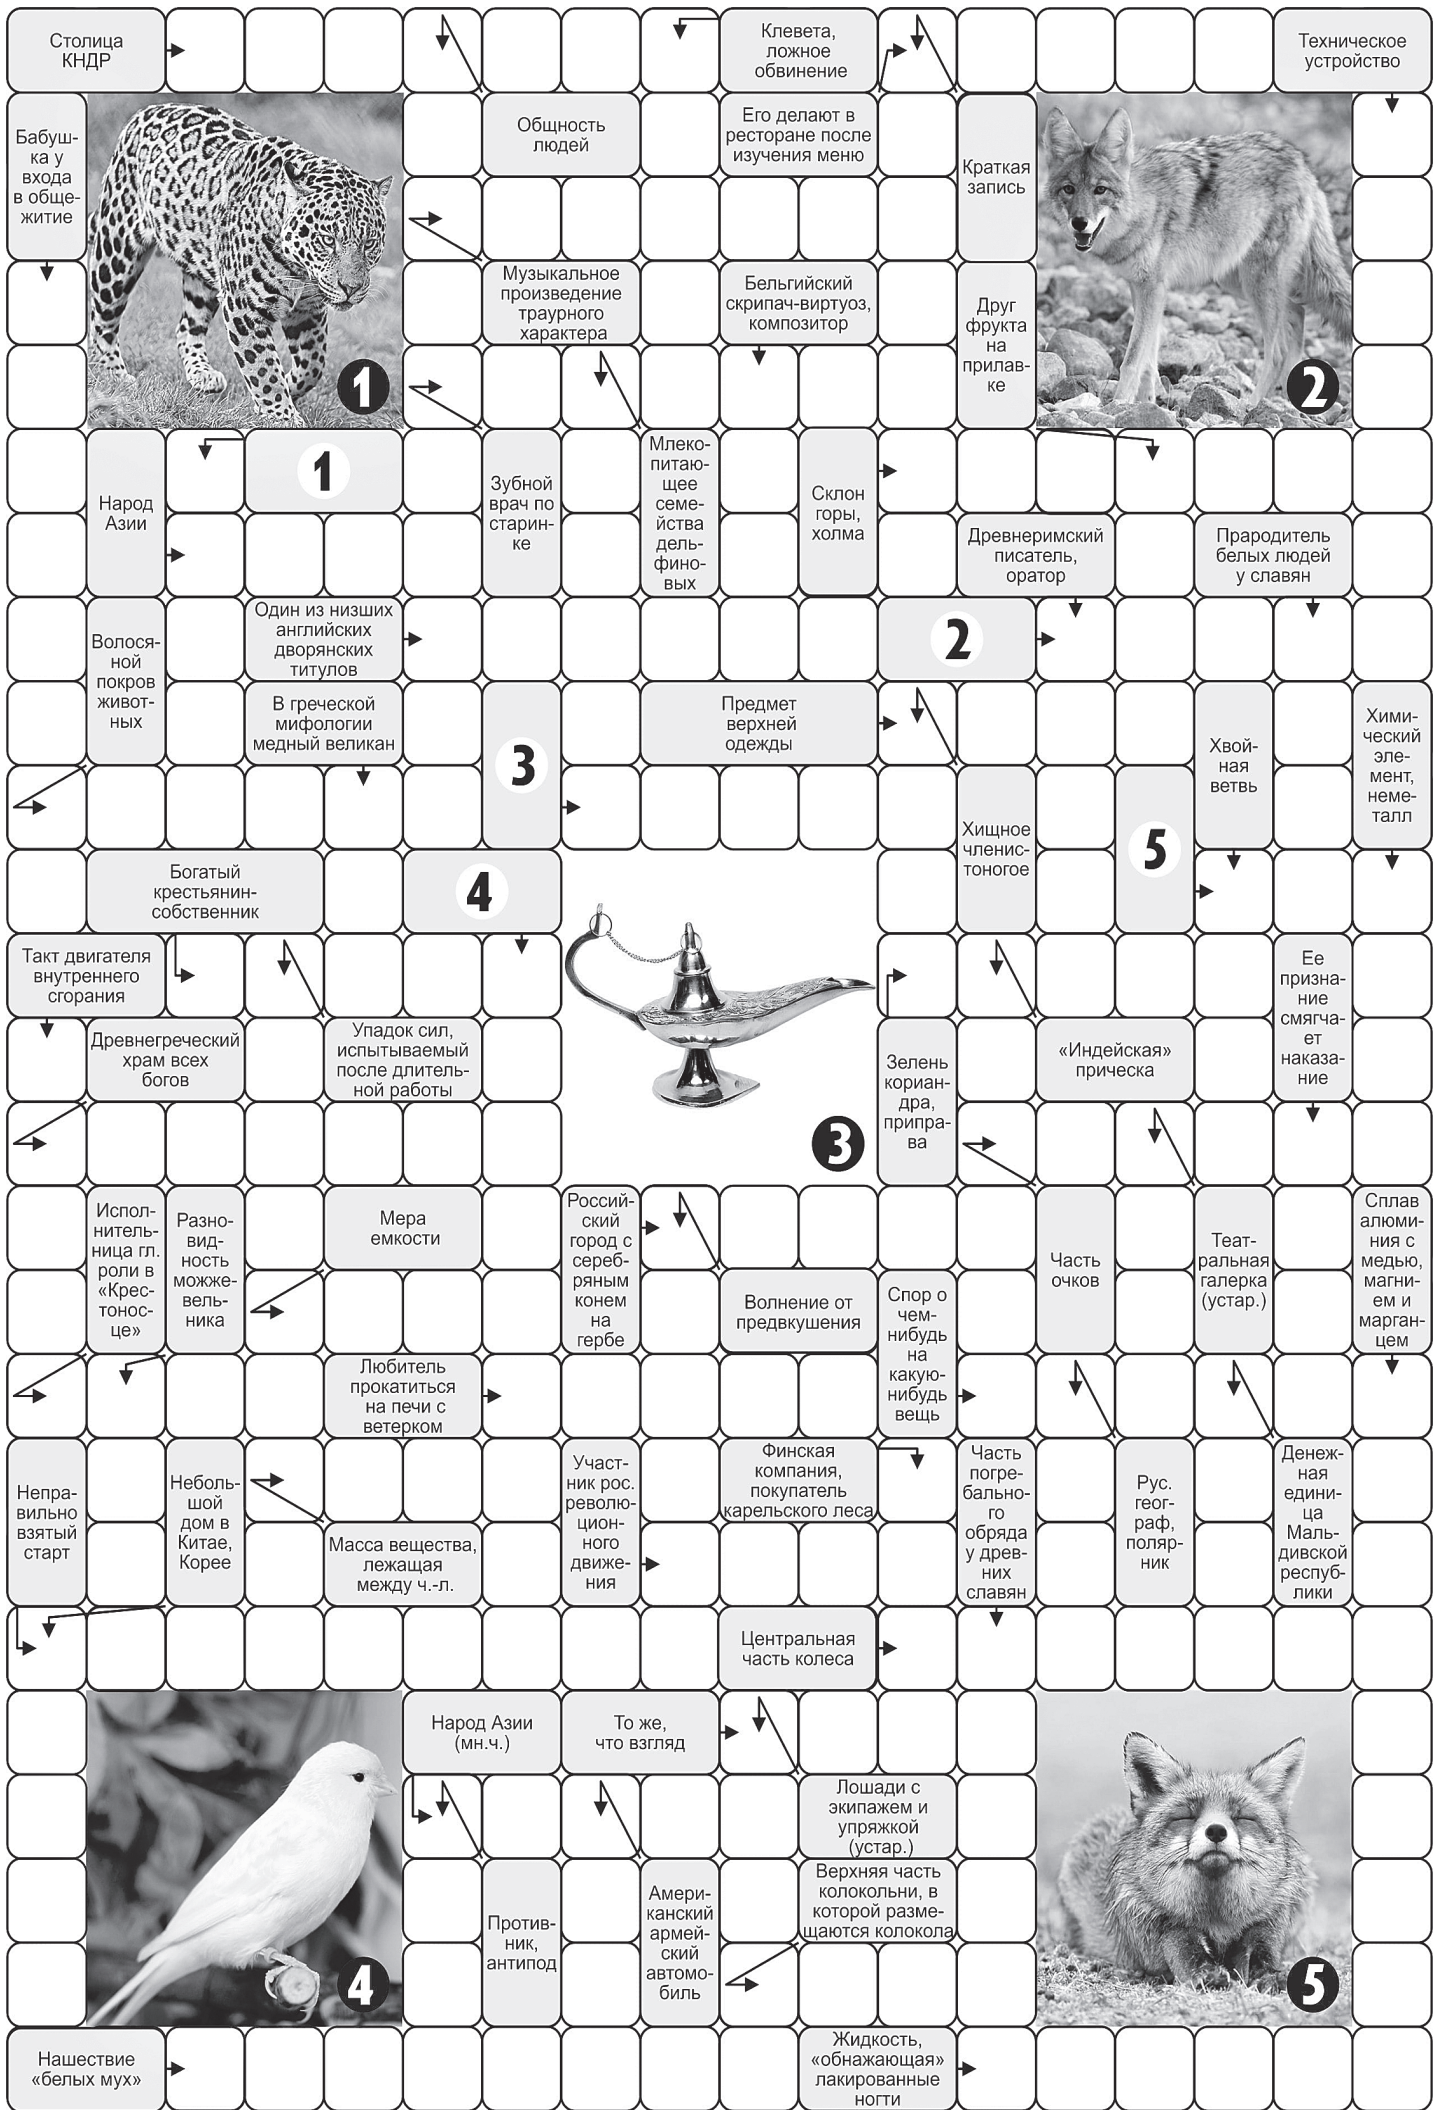 Столица
КНДР
Клевета,
ложное
обвинение
Техническое
устройство
Бабуш-
ка у
входа
в обще-
житие
Общность
людей
Его делают в
ресторане после
изучения меню
Краткая
запись
Музыкальное
произведение
траурного
характера
Бельгийский
скрипач-виртуоз,
композитор
Друг
фрукта
на
прилав-
ке
1
2
Народ
Азии
1
Зубной
врач по
старин-
ке
Млеко-
питаю-
щее
семе-
йства
дель-
фино-
вых
Склон
горы,
холма
Древнеримский
писатель,
оратор
Прародитель
белых людей
у славян
Волося-
ной
покров
живот-
ных
Один из низших
английских
дворянских
титулов
2
В греческой
мифологии
медный великан
3
Предмет
верхней
одежды
Хвой-
ная
ветвь
Хими-
ческий
эле-
мент,
неме-
талл
Хищное
членис-
тоногое
5
Богатый
крестьянин-
собственник
4
Такт двигателя
внутреннего
сгорания
Ее
призна-
ние
смягча-
ет
наказа-
ние
Древнегреческий
храм всех
богов
Упадок сил,
испытываемый
после длитель-
ной работы
Зелень
кориан-
дра,
припра-
ва
«Индейская»
прическа
3
Испол-
нитель-
ница гл.
роли в
«Крес-
тонос-
це»
Разно-
вид-
ность
можже-
вель-
ника
Мера
емкости
Россий-
ский
город с
сереб-
ряным
конем
на
гербе
Часть
очков
Теат-
ральная
галерка
(устар.)
Сплав
алюми-
ния с
медью,
магни-
ем и
марган-
цем
Волнение от
предвкушения
Спор о
чем-
нибудь
на
какую-
нибудь
вещь
Любитель
прокатиться
на печи с
ветерком
Непра-
вильно
взятый
старт
Неболь-
шой
дом в
Китае,
Корее
Участ-
ник рос.
револю-
цион-
ного
движе-
ния
Финская
компания,
покупатель
карельского леса
Часть
погре-
бально-
го
обряда
у древ-
них
славян
Рус.
геог-
раф,
поляр-
ник
Денеж-
ная
едини-
ца
Маль-
дивской
респуб-
лики
Масса вещества,
лежащая
между ч.-л.
Центральная
часть колеса
Народ Азии
(мн.ч.)
То же,
что взгляд
Лошади с
экипажем и
упряжкой
(устар.)
Против-
ник,
антипод
Амери-
канский
армей-
ский
автомо-
биль
Верхняя часть
колокольни, в
которой разме-
щаются колокола
4
5
Нашествие
«белых мух»
Жидкость,
«обнажающая»
лакированные
ногти